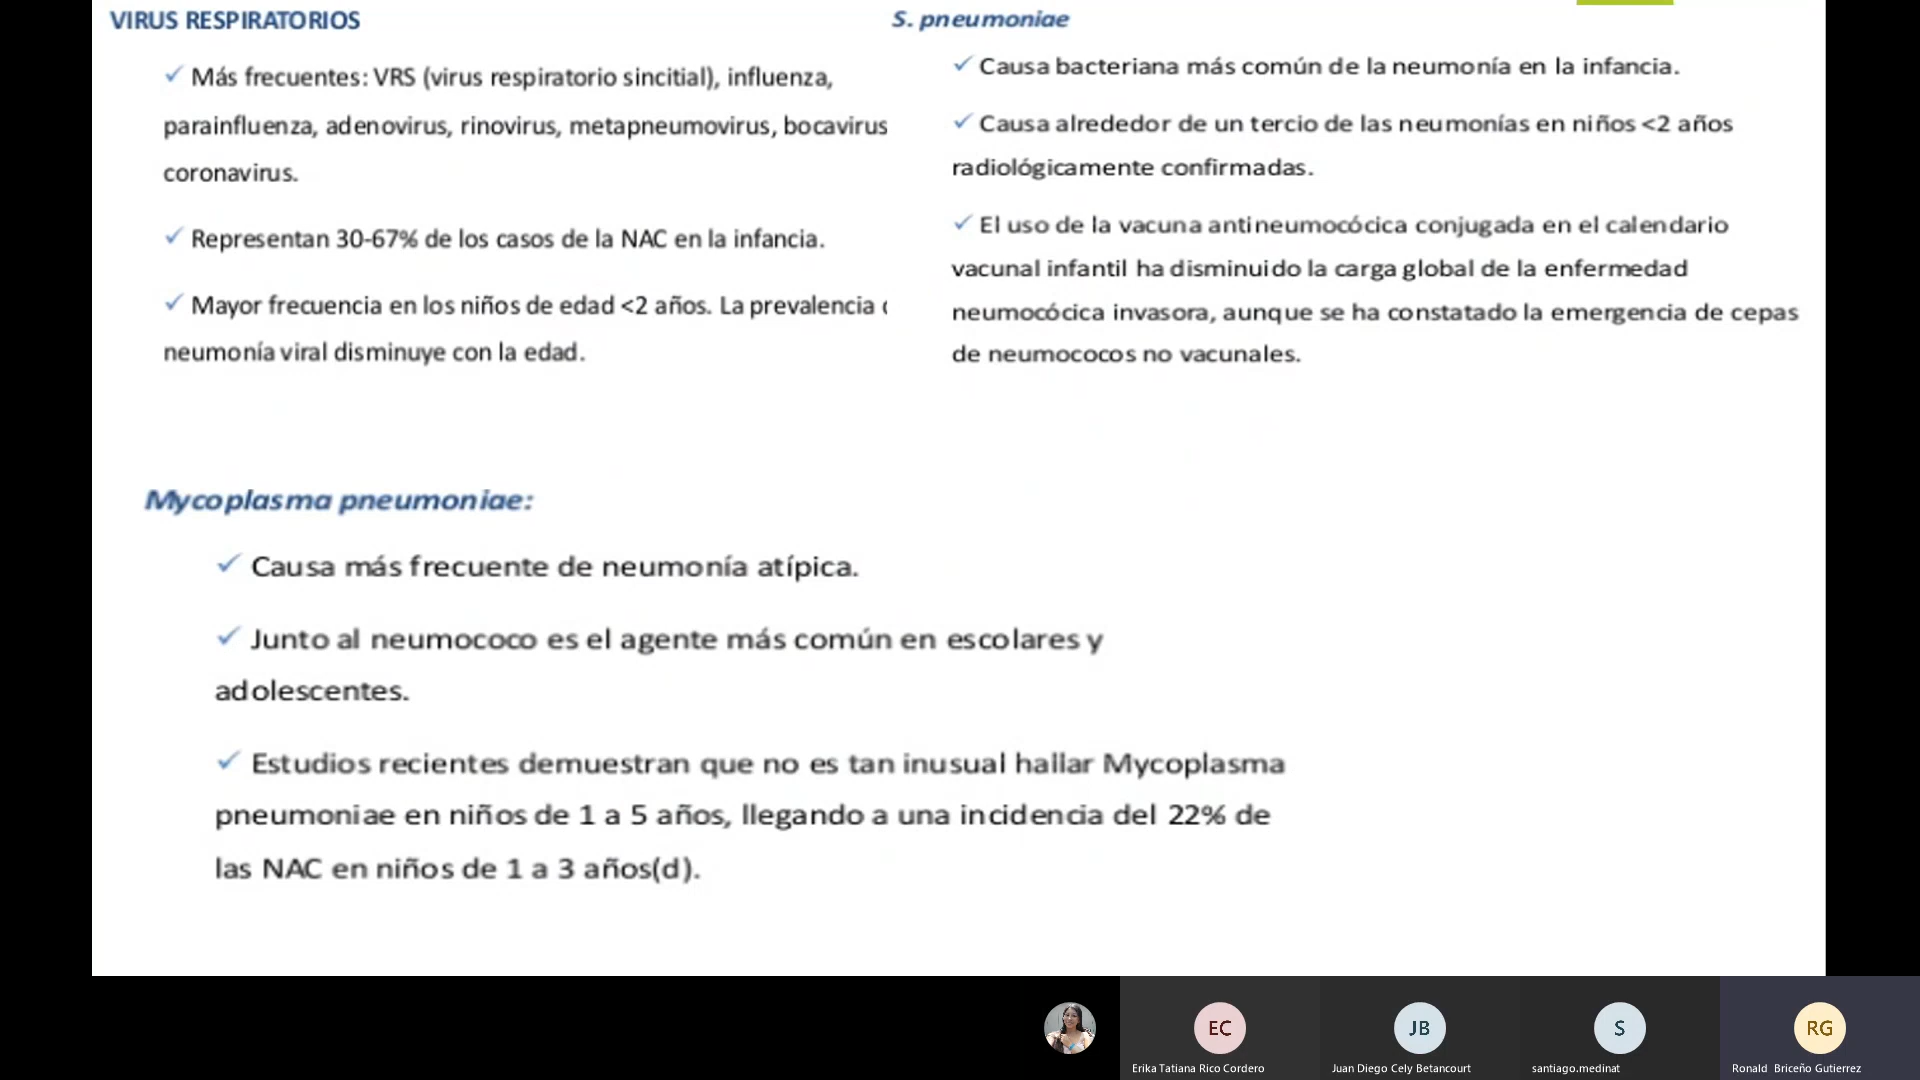 VIRUS RESPIRATORIOS
✓ Más frecuentes: VRS (virus respiratorio sincitial), influenza,
parainfluenza, adenovirus, rinovirus, metapneumovirus, bocavirus
coronavirus.
✓ Representan 30-67% de los casos de la NAC en la infancia.
✓ Mayor frecuencia en los niños de edad <2 años. La prevalencia
neumonía viral disminuye con la edad.
S. pneumoniae
✓ Causa bacteriana más común de la neumonía en la infancia.
✓ Causa alrededor de un tercio de las neumonías en niños <2 años
radiológicamente confirmadas.
✓ El uso de la vacuna antineumocócica conjugada en el calendario
vacunal infantil ha disminuido la carga global de la enfermedad
neumocócica invasora, aunque se ha constatado la emergencia de cepas
de neumococos no vacunales.
Mycoplasma pneumoniae:
✓ Causa más frecuente de neumonía atípica.
✓ Junto al neumococo es el agente más común en escolares y
adolescentes.
✓ Estudios recientes demuestran que no es tan inusual hallar Mycoplasma
pneumoniae en niños de 1 a 5 años, llegando a una incidencia del 22% de
las NAC en niños de 1 a 3 años(d).
EC
JB
S
RG
Erika Tatiana Rico Cordero
Juan Diego Cely Betancourt
santiago.medinat
Ronald Briceño Gutierrez